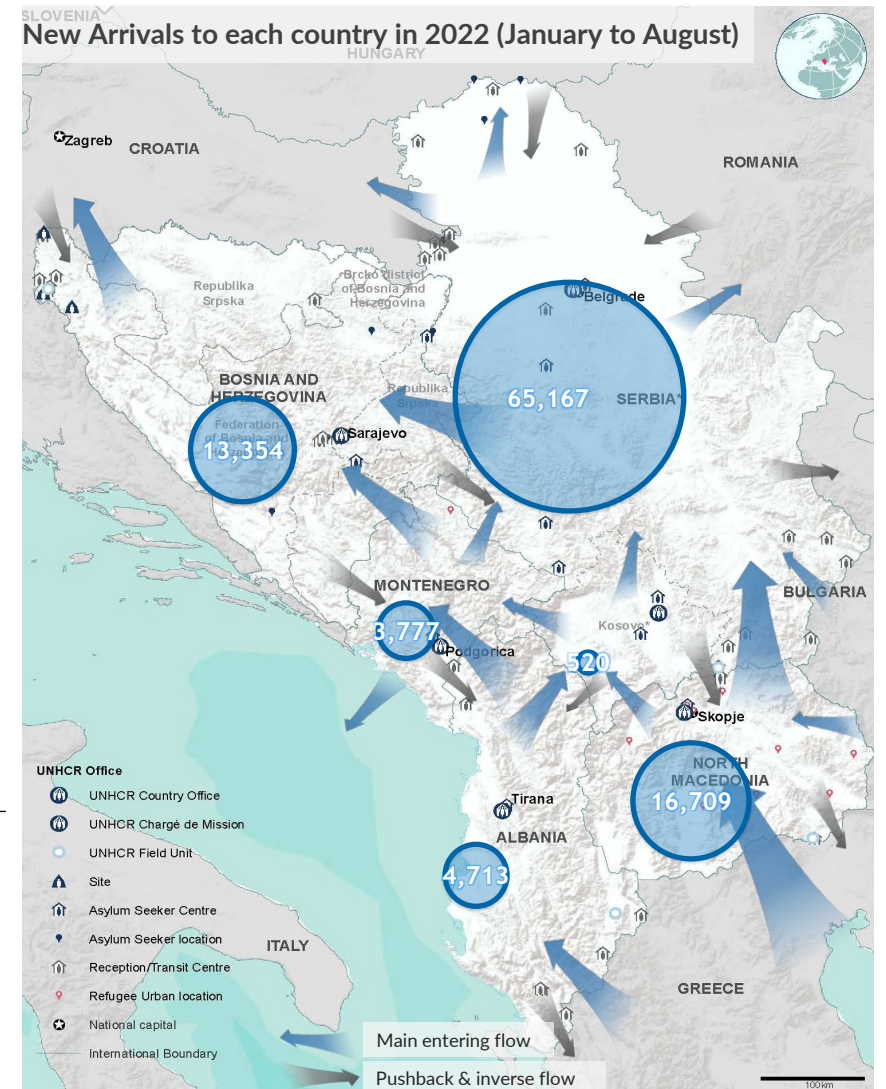 SLOVENIA
New Arrivals to each country in 2022 (January to August)
HUNGARY
Zagreb
CROATIA
ROMANIA
Republika
Srpska
Brcko district
of Bosnia and
Herzegovina
Belgrade
BOSNIA AND
HERZEGOVINA
Republika
Srpska
65,167
SERBIA*
Federation
of Bosnia and
13,354
Sarajevo
MONTENEGRO
BULGARIA
3,777
Kosovo*
Podgorica
520
Skopje
NORTH
MACEDONIA
16,709
UNHCR Office
UNHCR Country Office
UNHCR Chargé de Mission
UNHCR Field Unit
Site
Asylum Seeker Centre
Asylum Seeker location
Reception/Transit Centre
Refugee Urban location
National capital
International Boundary
Tirana
ALBANIA
4,713
ITALY
GREECE
Main entering flow
Pushback & inverse flow
100km